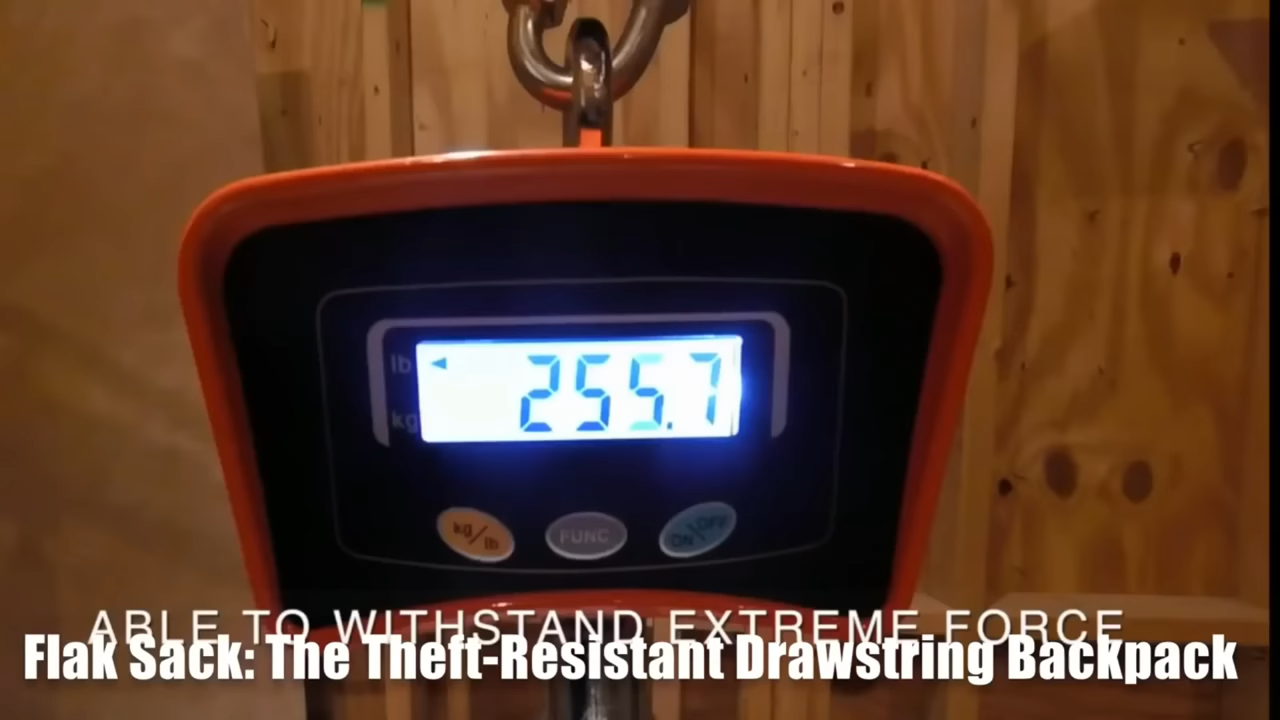 lb
255.7
kg
kg/lb
FUNC
ON/OFF
ABLE TO WITHSTAND EXTREME FORCE
Flak Sack: The Theft-Resistant Drawstring Backpack